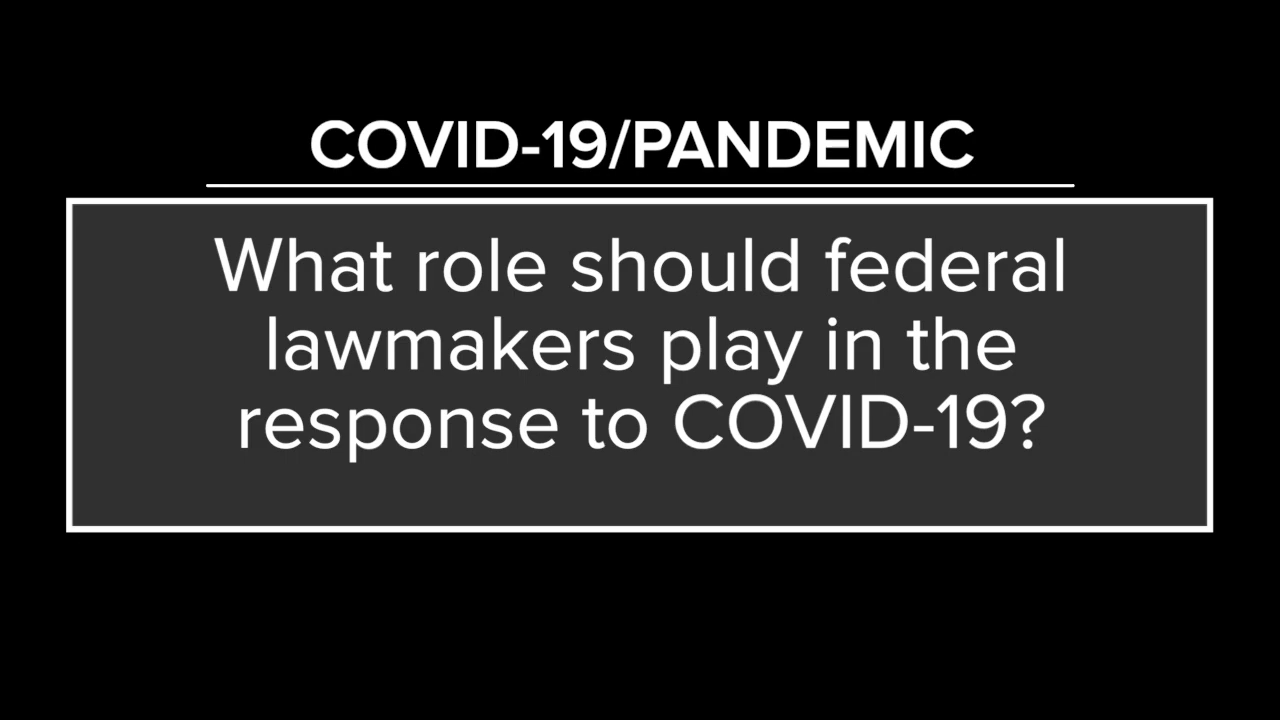 COVID-19/PANDEMIC
What role should federal
lawmakers play in the
response to COVID-19?